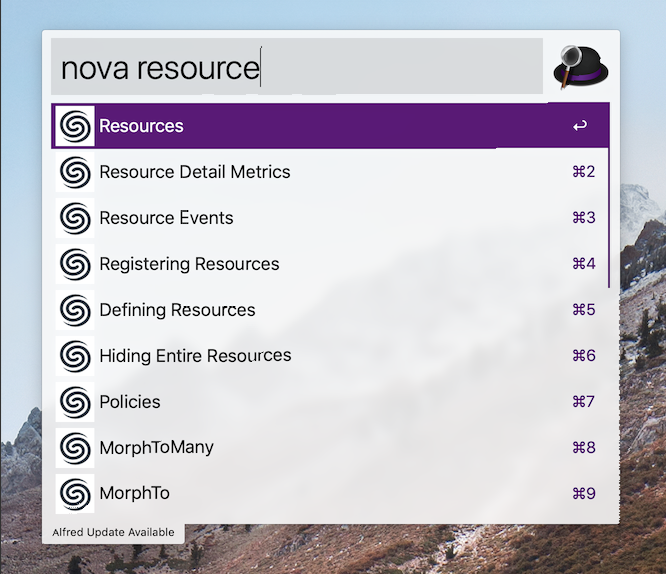 nova resource
Resources ↩
Resource Detail Metrics ⌘2
Resource Events ⌘3
Registering Resources ⌘4
Defining Resources ⌘5
Hiding Entire Resources ⌘6
Policies ⌘7
MorphToMany ⌘8
MorphTo ⌘9
Alfred Update Available